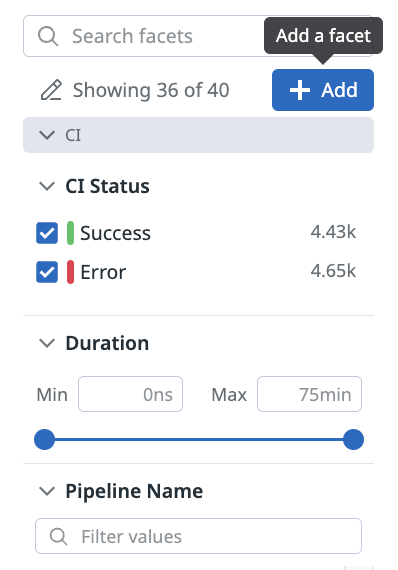 Search facets
Add a facet
Showing 36 of 40
Add
CI
CI Status
Success 4.43k
Error 4.65k
Duration
Min 0ns Max 75min
Pipeline Name
Filter values